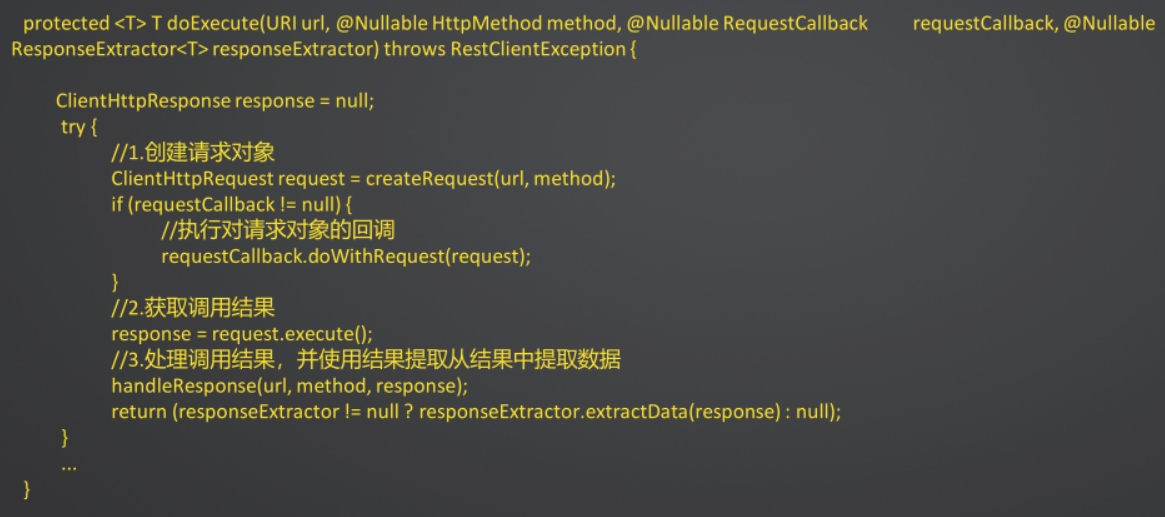 protected <T> T doExecute(URI url, @Nullable HttpMethod method, @Nullable RequestCallback requestCallback, @Nullable
ResponseExtractor<T> responseExtractor) throws RestClientException {
ClientHttpResponse response = null;
try {
//1.创建请求对象
ClientHttpRequest request = createRequest(url, method);
if (requestCallback != null) {
//执行对请求对象的回调
requestCallback.doWithRequest(request);
}
//2.获取调用结果
response = request.execute();
//3.处理调用结果，并使用结果提取从结果中提取数据
handleResponse(url, method, response);
return (responseExtractor != null ? responseExtractor.extractData(response) : null);
}
...
}